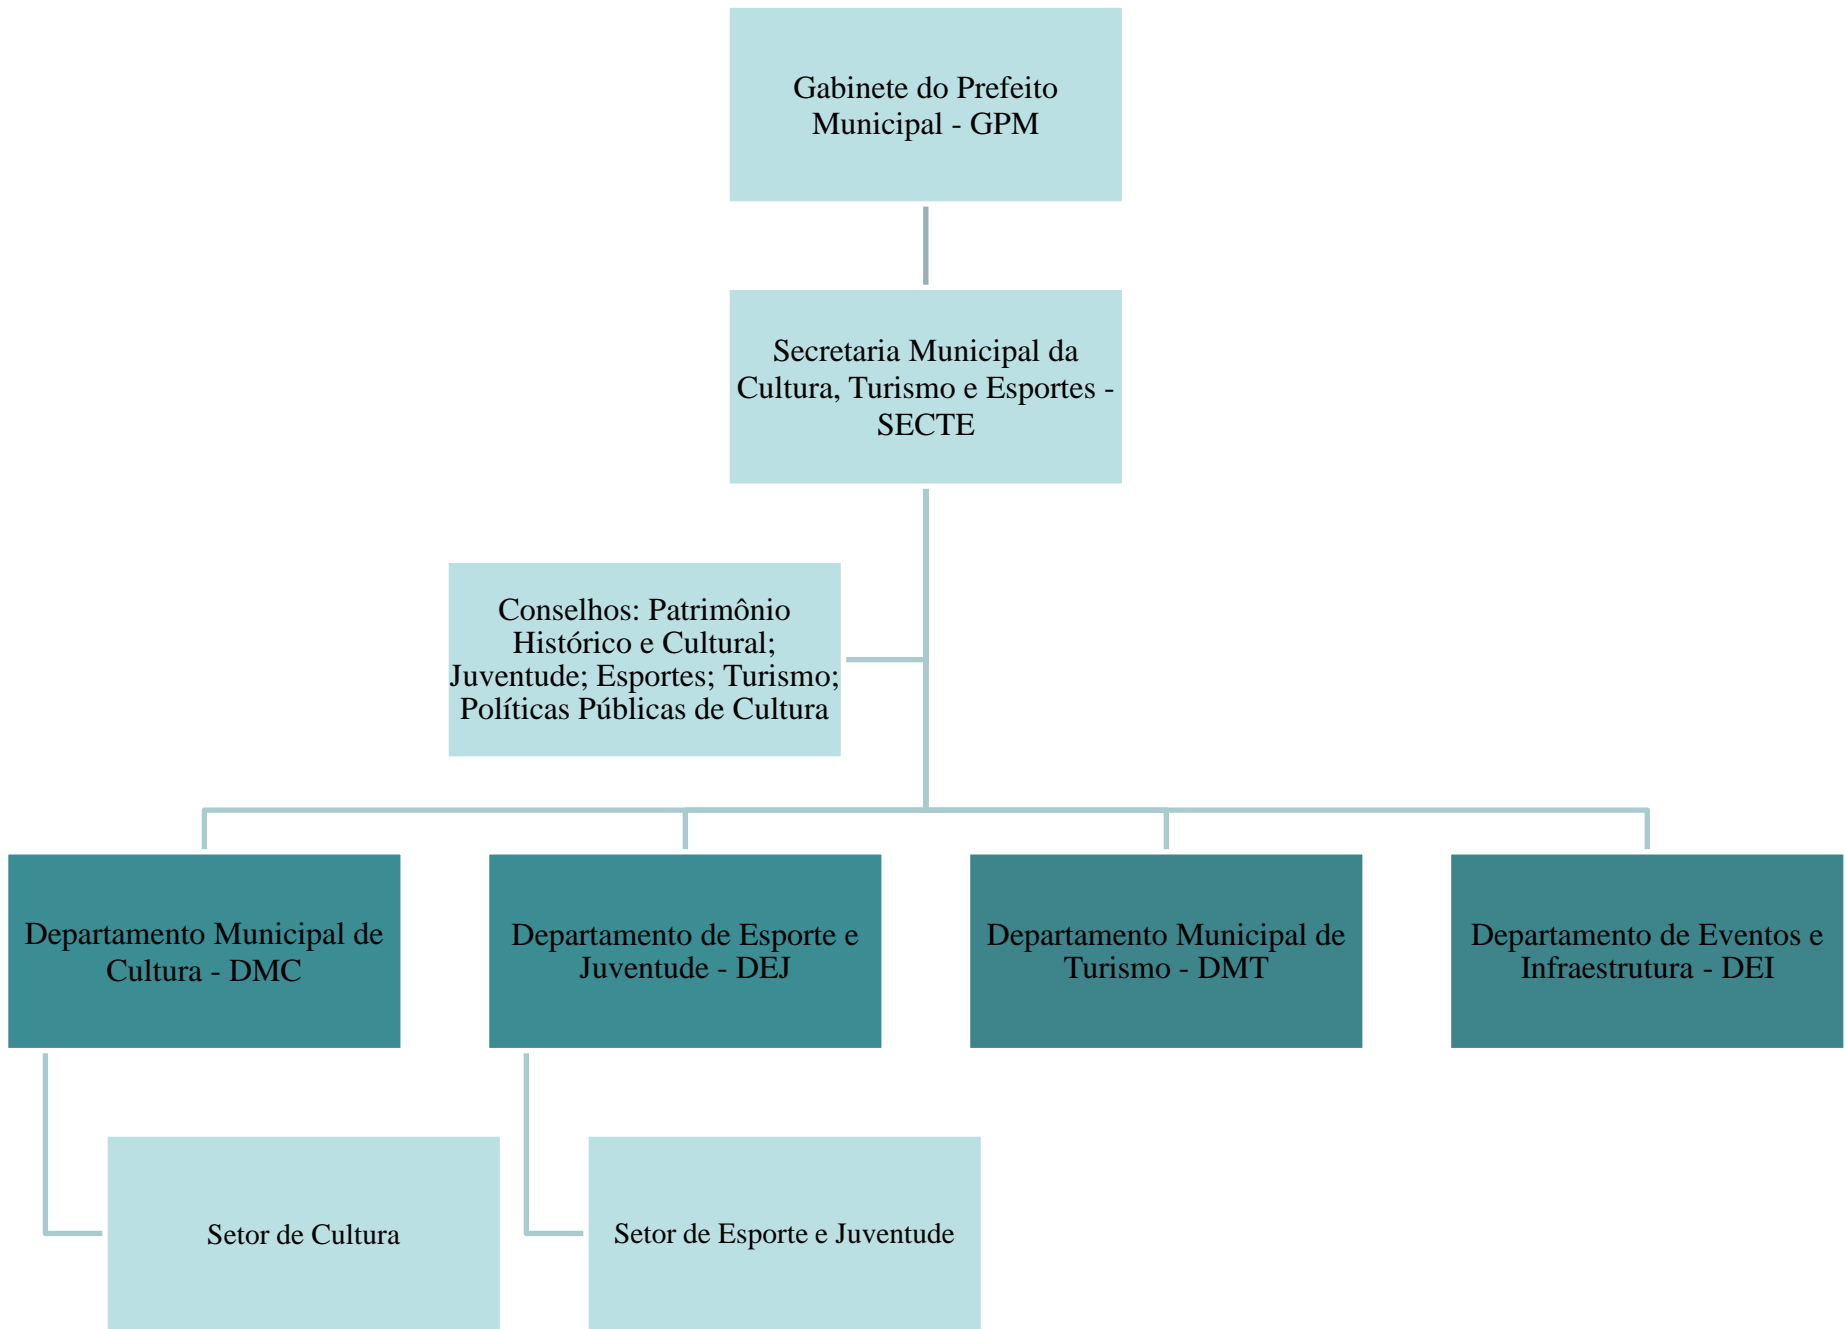 Gabinete do Prefeito
Municipal - GPM
Secretaria Municipal da
Cultura, Turismo e Esportes -
SECTE
Conselhos: Patrimônio
Histórico e Cultural;
Juventude; Esportes; Turismo;
Políticas Públicas de Cultura
Departamento Municipal de
Cultura - DMC
Departamento de Esporte e
Juventude - DEJ
Departamento Municipal de
Turismo - DMT
Departamento de Eventos e
Infraestrutura - DEI
Setor de Cultura
Setor de Esporte e Juventude